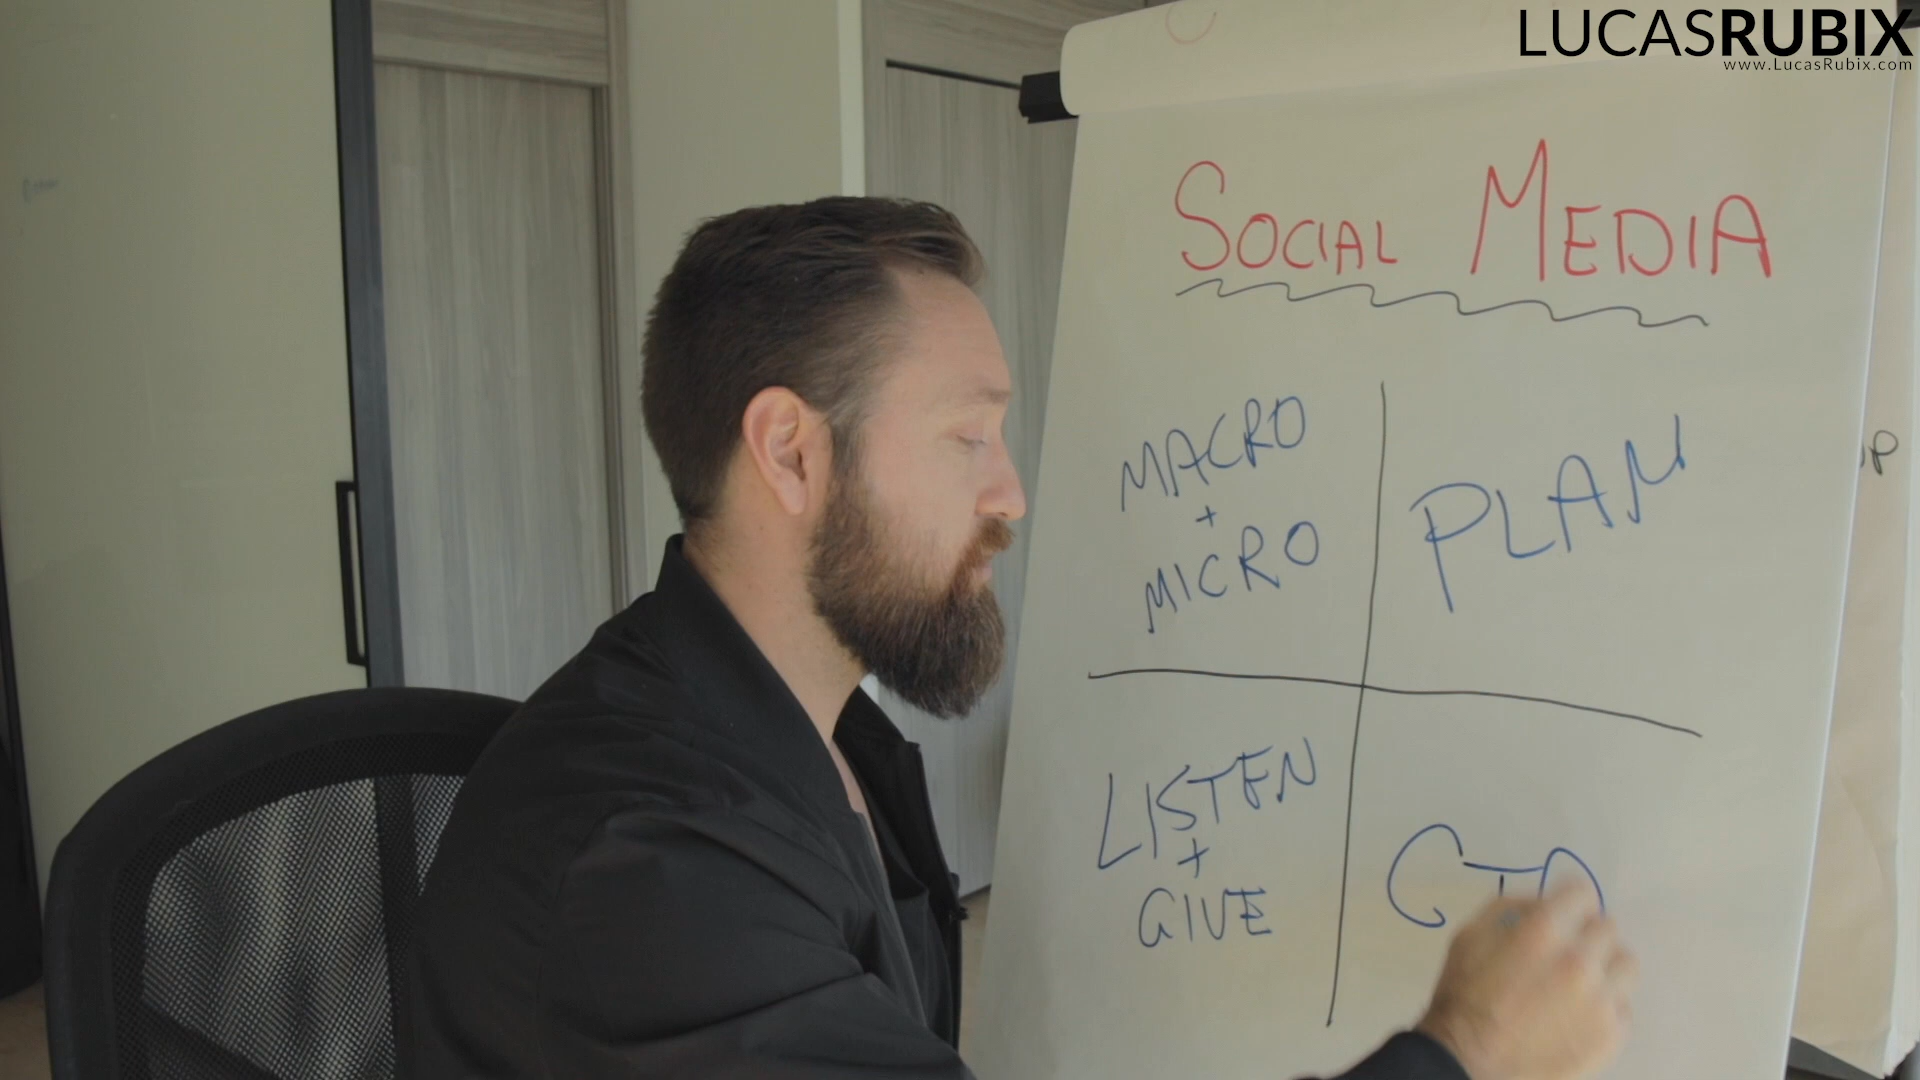 LUCASRUBIX
www.LucasRubix.com
SOCIAL MEDIA
MACRO
+
MICRO
PLAN
LISTEN
+
GIVE